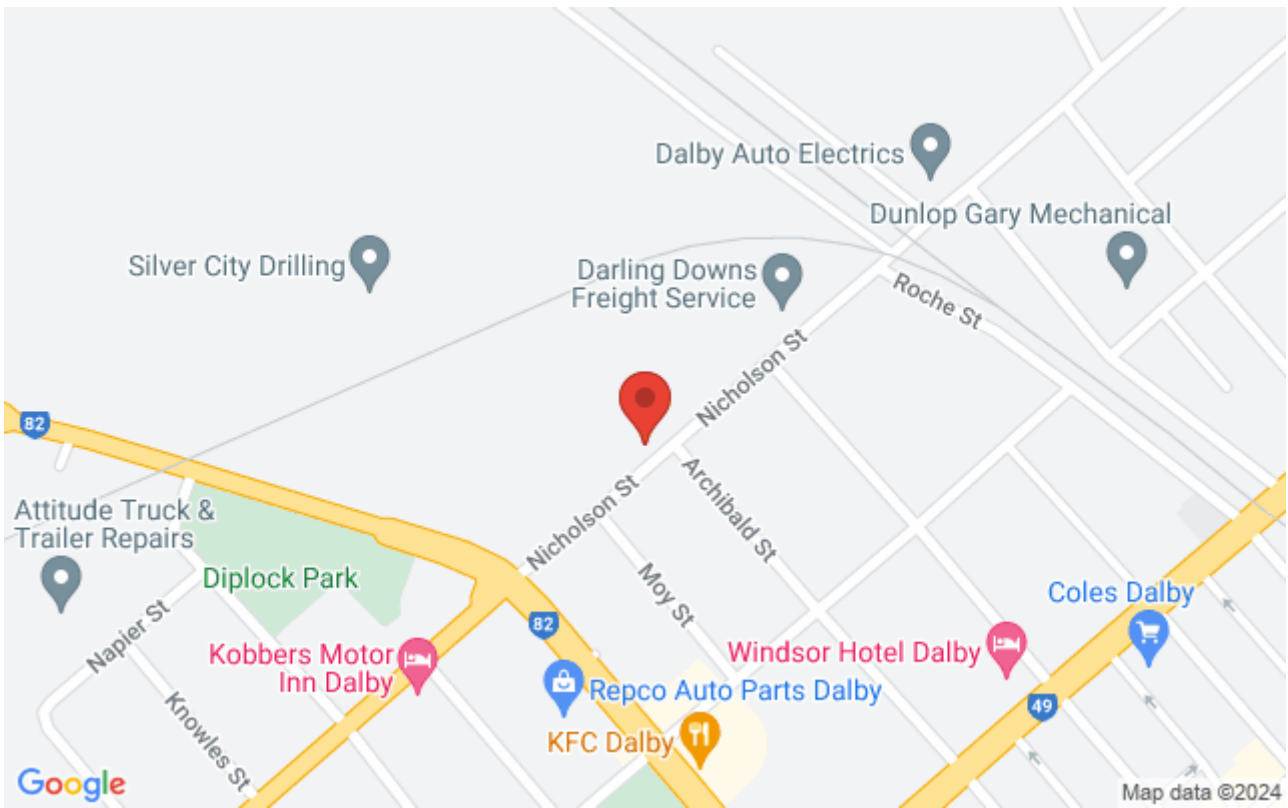 Dalby Auto Electrics
Dunlop Gary Mechanical
Silver City Drilling
Darling Downs
Freight Service
Roche St
Nicholson St
82
Archibald St
Nicholson St
Attitude Truck &
Trailer Repairs
Diplock Park
Moy St
Coles Dalby
Napier St
82
Kobbers Motor
Inn Dalby
Windsor Hotel Dalby
Repco Auto Parts Dalby
49
Knowles St
KFC Dalby
Google
Map data ©2024